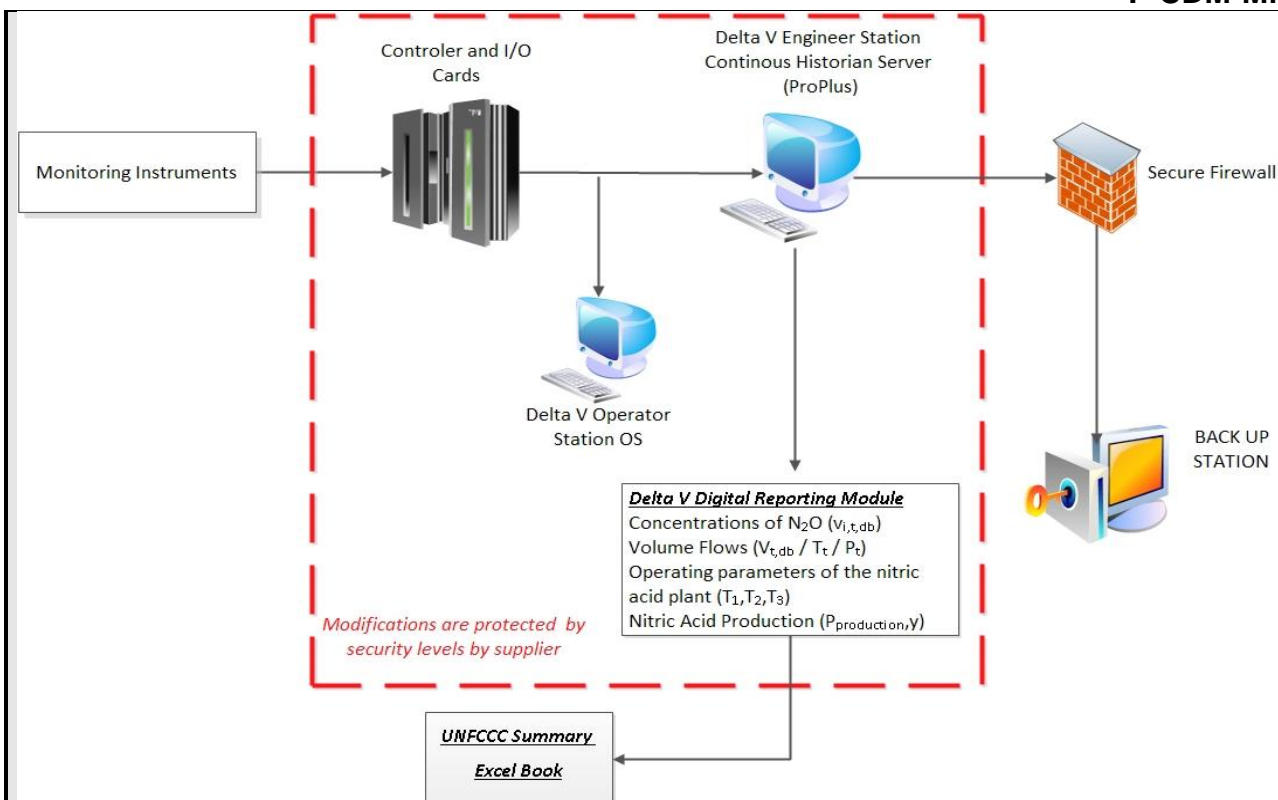 Controler and I/O
Cards
Delta V Engineer Station
Continous Historian Server
(ProPlus)
Monitoring Instruments
Secure Firewall
Delta V Operator
Station OS
BACK UP
STATION
Delta V Digital Reporting Module
Concentrations of N₂O (vᵢ,ₜ,db)
Volume Flows (Vₜ,db / Tₜ / Pₜ)
Operating parameters of the nitric
acid plant (T₁,T₂,T₃)
Nitric Acid Production (Pproduction,y)
Modifications are protected by
security levels by supplier
UNFCCC Summary
Excel Book